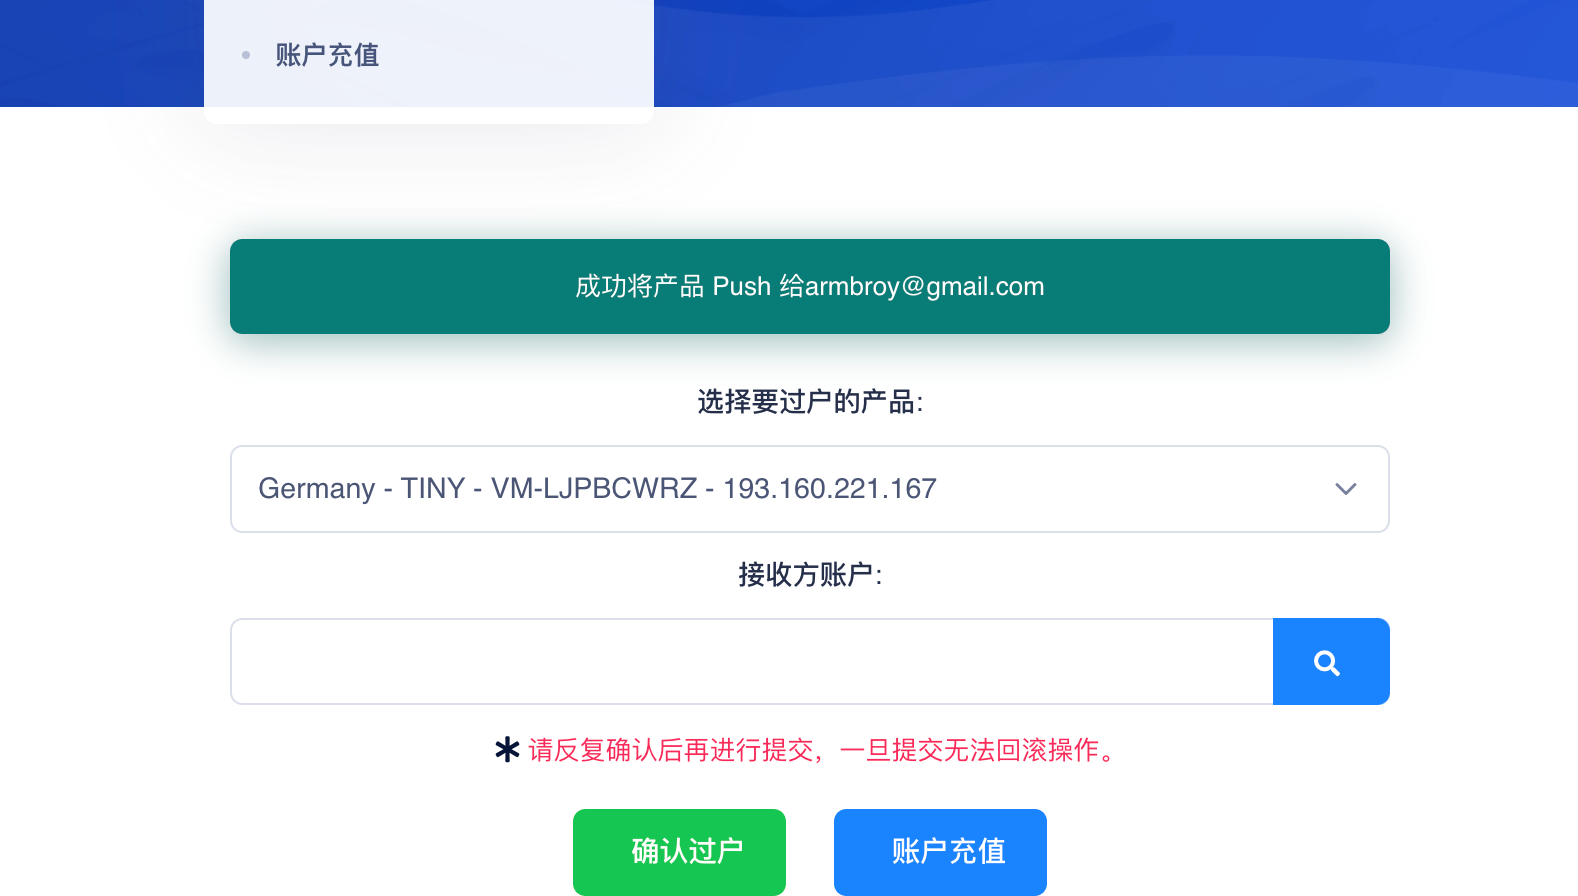 账户充值
成功将产品 Push 给armbroy@gmail.com
选择要过户的产品:
Germany - TINY - VM-LJPBCWRZ - 193.160.221.167
接收方账户:
* 请反复确认后再进行提交，一旦提交无法回滚操作。
确认过户
账户充值